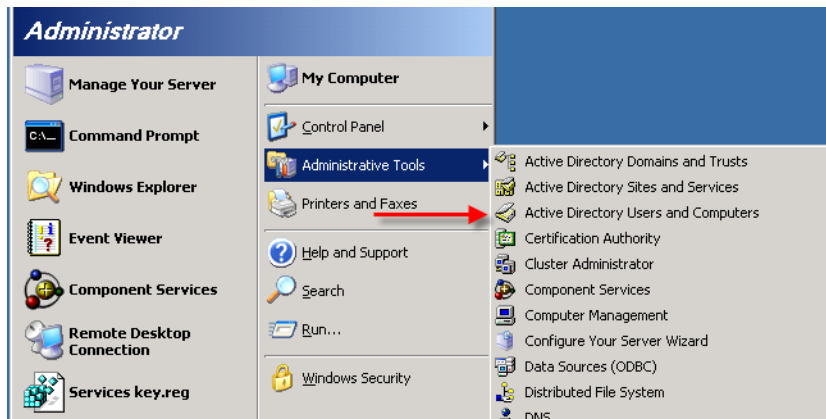 Administrator
Manage Your Server
Command Prompt
Windows Explorer
Event Viewer
Component Services
Remote Desktop
Connection
Services key.reg
My Computer
Control Panel
Administrative Tools
Printers and Faxes
Help and Support
Search
Run...
Windows Security
Active Directory Domains and Trusts
Active Directory Sites and Services
Active Directory Users and Computers
Certification Authority
Cluster Administrator
Component Services
Computer Management
Configure Your Server Wizard
Data Sources (ODBC)
Distributed File System
DNS